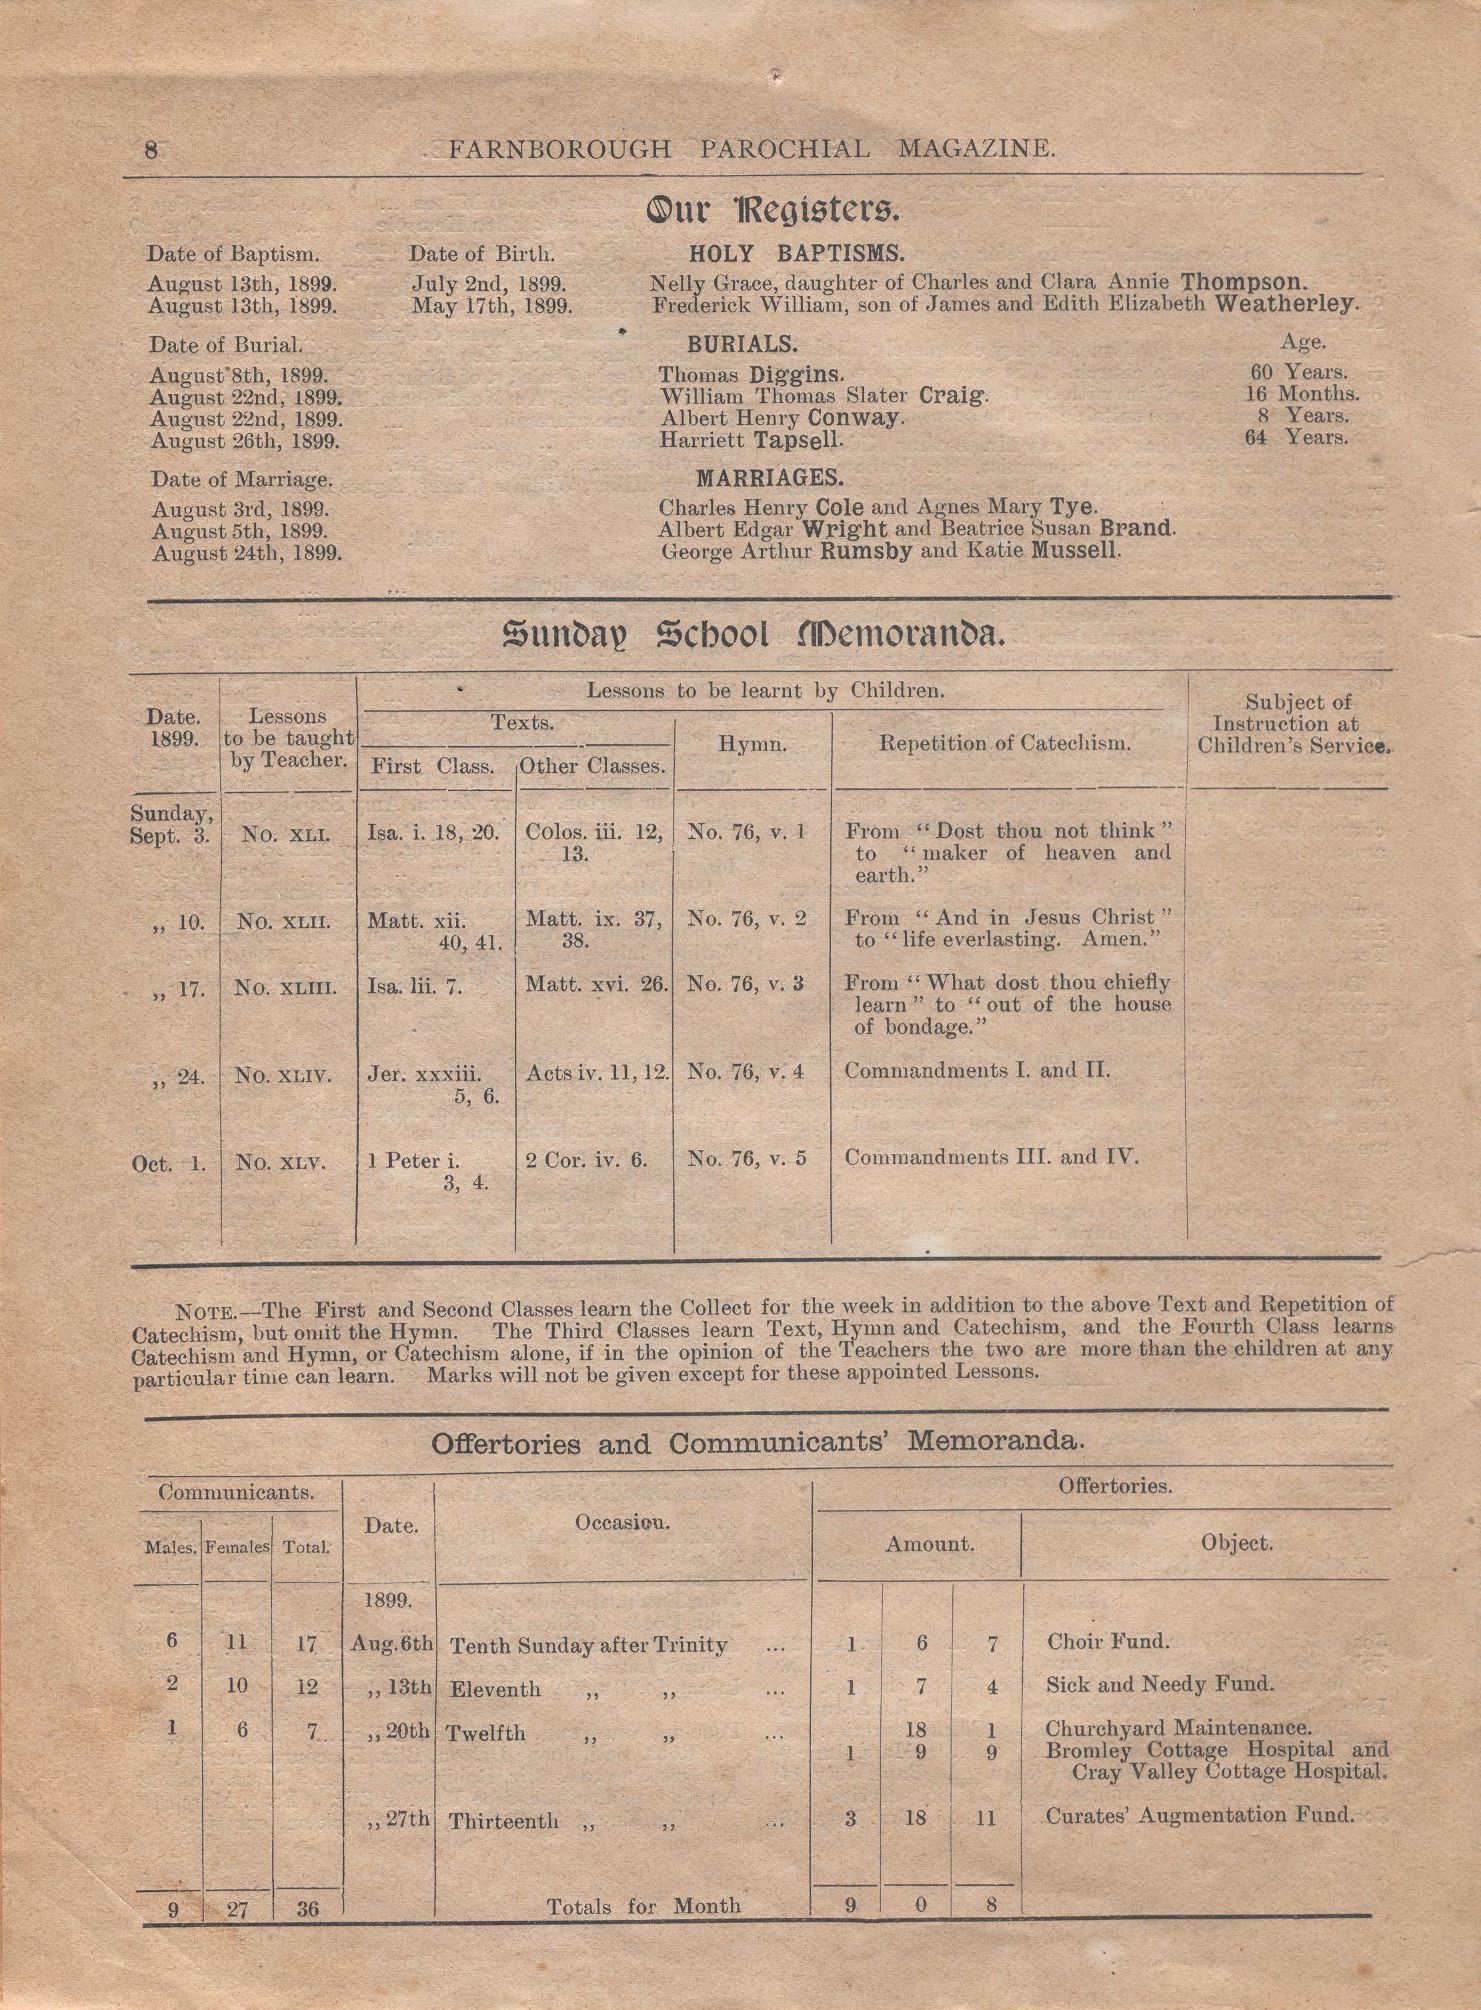 8 FARNBOROUGH PAROCHIAL MAGAZINE.
Our Registers.
Date of Baptism. Date of Birth. HOLY BAPTISMS.
August 13th, 1899. July 2nd, 1899. Nelly Grace, daughter of Charles and Clara Annie Thompson.
August 13th, 1899. May 17th, 1899. Frederick William, son of James and Edith Elizabeth Weatherley.
Date of Burial. BURIALS. Age.
August 8th, 1899. Thomas Diggins. 60 Years.
August 22nd, 1899. William Thomas Slater Craig. 16 Months.
August 22nd, 1899. Albert Henry Conway. 8 Years.
August 26th, 1899. Harriett Tapsell. 64 Years.
Date of Marriage. MARRIAGES.
August 3rd, 1899. Charles Henry Cole and Agnes Mary Tye.
August 5th, 1899. Albert Edgar Wright and Beatrice Susan Brand.
August 24th, 1899. George Arthur Rumsby and Katie Mussell.
Sunday School Memoranda.
Date. 1899.
Lessons to be taught by Teacher.
Lessons to be learnt by Children.
Texts.
First Class. Other Classes.
Hymn.
Repetition of Catechism.
Subject of Instruction at Children's Service.
Sunday,
Sept. 3. No. XLI. Isa. i. 18, 20. Colos. iii. 12, No. 76, v. 1 From "Dost thou not think"
13. to "maker of heaven and
earth."
„ 10. No. XLII. Matt. xii. Matt. ix. 37, No. 76, v. 2 From "And in Jesus Christ"
40, 41. 38. to "life everlasting. Amen."
„ 17. No. XLIII. Isa. lii. 7. Matt. xvi. 26. No. 76, v. 3 From "What dost thou chiefly
learn" to "out of the house
of bondage."
„ 24. No. XLIV. Jer. xxxiii. Acts iv. 11, 12. No. 76, v. 4 Commandments I. and II.
5, 6.
Oct. 1. No. XLV. 1 Peter i. 2 Cor. iv. 6. No. 76, v. 5 Commandments III. and IV.
3, 4.
NOTE.—The First and Second Classes learn the Collect for the week in addition to the above Text and Repetition of
Catechism, but omit the Hymn. The Third Classes learn Text, Hymn and Catechism, and the Fourth Class learns
Catechism and Hymn, or Catechism alone, if in the opinion of the Teachers the two are more than the children at any
particular time can learn. Marks will not be given except for these appointed Lessons.
Offertories and Communicants' Memoranda.
Communicants. Offertories.
Males. Females Total. Date. Occasion. Amount. Object.
1899.
6 11 17 Aug. 6th Tenth Sunday after Trinity ... 1 6 7 Choir Fund.
2 10 12 „ 13th Eleventh „ „ ... 1 7 4 Sick and Needy Fund.
1 6 7 „ 20th Twelfth „ „ ... 18 1 Churchyard Maintenance.
1 9 9 Bromley Cottage Hospital and
Cray Valley Cottage Hospital.
„ 27th Thirteenth „ „ ... 3 18 11 Curates' Augmentation Fund.
9 27 36 Totals for Month 9 0 8